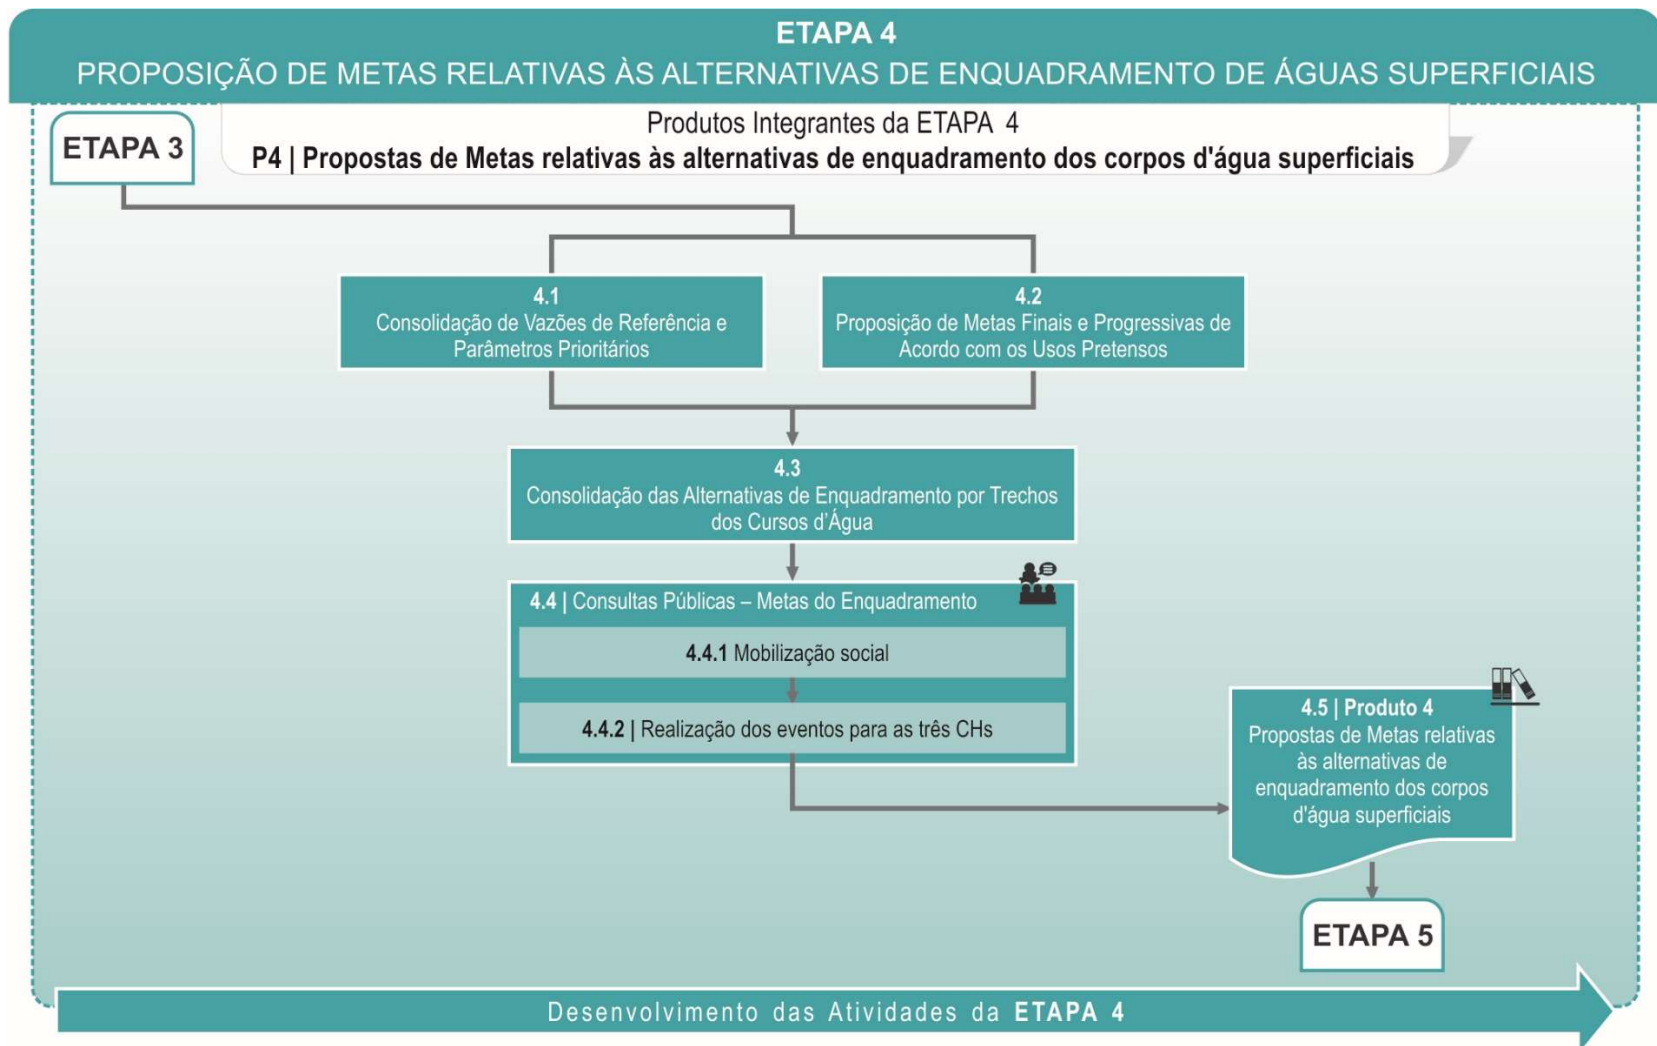 ETAPA 4
PROPOSIÇÃO DE METAS RELATIVAS ÀS ALTERNATIVAS DE ENQUADRAMENTO DE ÁGUAS SUPERFICIAIS
ETAPA 3
Produtos Integrantes da ETAPA 4
P4 | Propostas de Metas relativas às alternativas de enquadramento dos corpos d'água superficiais
4.1
Consolidação de Vazões de Referência e
Parâmetros Prioritários
4.2
Proposição de Metas Finais e Progressivas de
Acordo com os Usos Pretensos
4.3
Consolidação das Alternativas de Enquadramento por Trechos
dos Cursos d’Água
4.4 | Consultas Públicas – Metas do Enquadramento
4.4.1 Mobilização social
4.4.2 | Realização dos eventos para as três CHs
4.5 | Produto 4
Propostas de Metas relativas
às alternativas de
enquadramento dos corpos
d'água superficiais
ETAPA 5
Desenvolvimento das Atividades da ETAPA 4